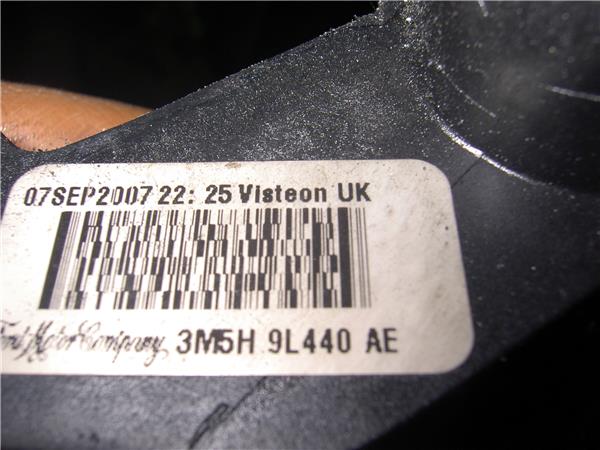 07SEP2007 22: 25 Visteon UK
Ford Motor Company 3M5H 9L440 AE